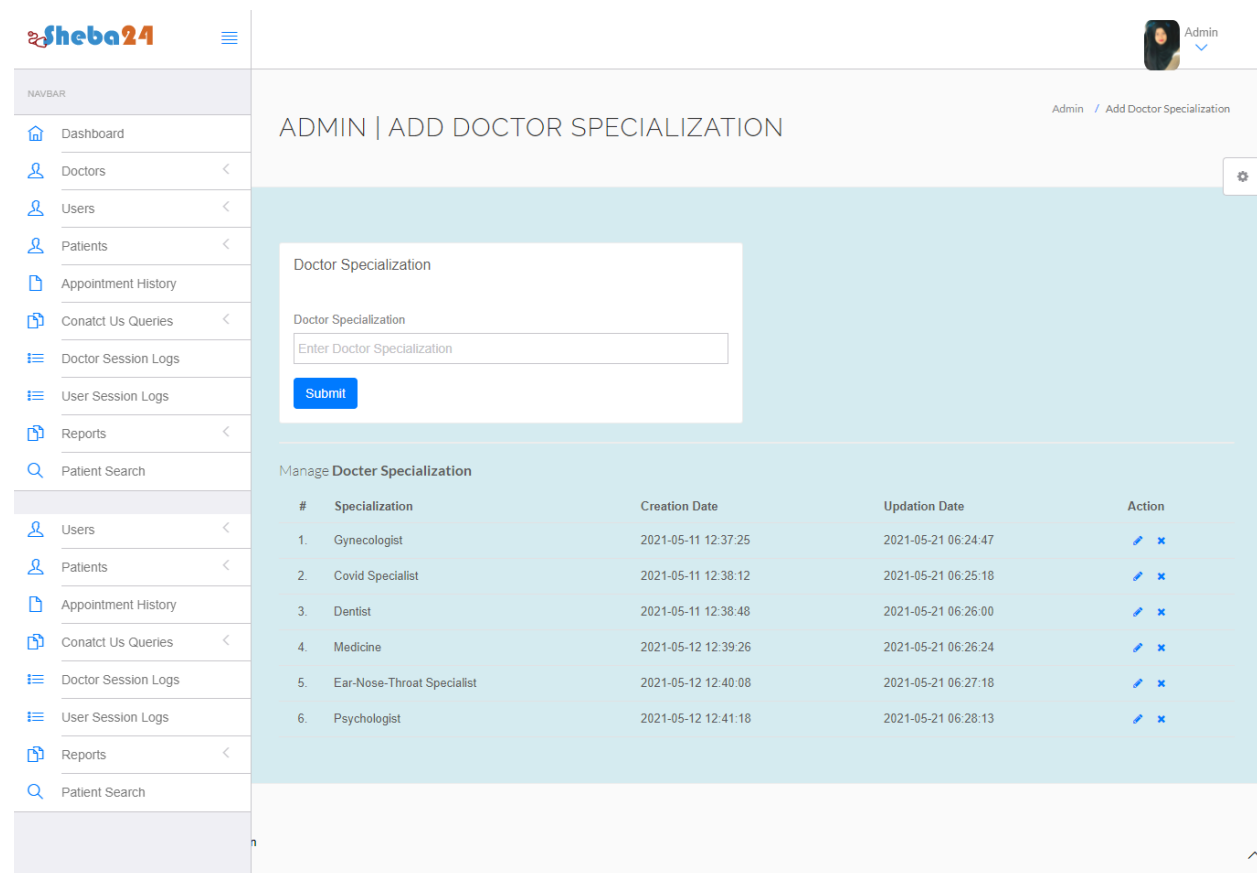 Sheba24
Admin
NAVBAR
Dashboard
Doctors
Users
Patients
Appointment History
Conatct Us Queries
Doctor Session Logs
User Session Logs
Reports
Patient Search
Users
Patients
Appointment History
Conatct Us Queries
Doctor Session Logs
User Session Logs
Reports
Patient Search
ADMIN | ADD DOCTOR SPECIALIZATION
Admin / Add Doctor Specialization
Doctor Specialization
Doctor Specialization
Enter Doctor Specialization
Submit
Manage Docter Specialization
# Specialization Creation Date Updation Date Action
1. Gynecologist 2021-05-11 12:37:25 2021-05-21 06:24:47
2. Covid Specialist 2021-05-11 12:38:12 2021-05-21 06:25:18
3. Dentist 2021-05-11 12:38:48 2021-05-21 06:26:00
4. Medicine 2021-05-12 12:39:26 2021-05-21 06:26:24
5. Ear-Nose-Throat Specialist 2021-05-12 12:40:08 2021-05-21 06:27:18
6. Psychologist 2021-05-12 12:41:18 2021-05-21 06:28:13
n